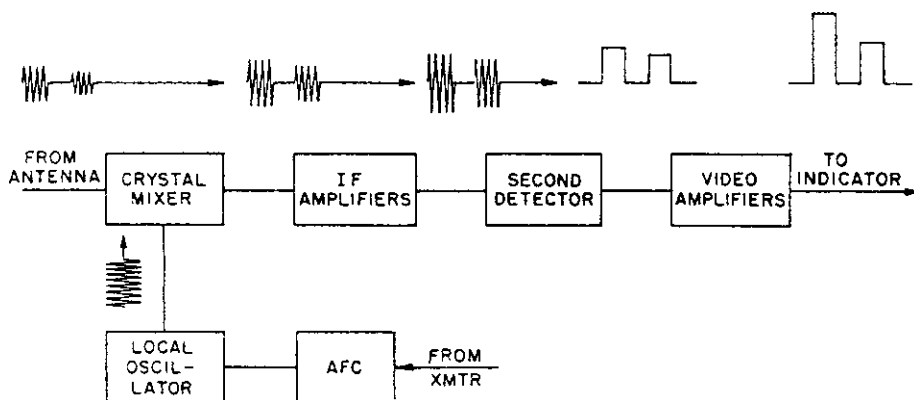 FROM
ANTENNA
CRYSTAL
MIXER
IF
AMPLIFIERS
SECOND
DETECTOR
VIDEO
AMPLIFIERS
TO
INDICATOR
LOCAL
OSCIL-
LATOR
AFC
FROM
XMTR